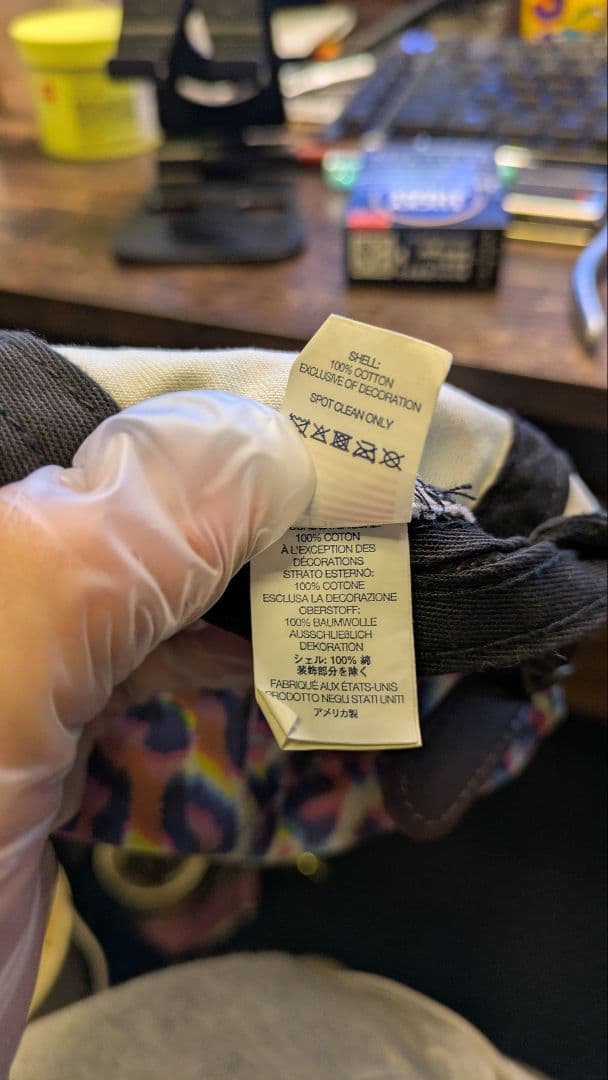 SHELL:
100% COTTON
EXCLUSIVE OF DECORATION
SPOT CLEAN ONLY
100% COTON
À L'EXCEPTION DES
DÉCORATIONS
STRATO ESTERNO:
100% COTONE
ESCLUSA LA DECORAZIONE
OBERSTOFF:
100% BAUMWOLLE
AUSSCHLIEßLICH
DEKORATION
シェル: 100% 綿
装飾部分を除く
FABRIQUÉ AUX ÉTATS-UNIS
PRODOTTO NEGLI STATI UNITI
アメリカ製